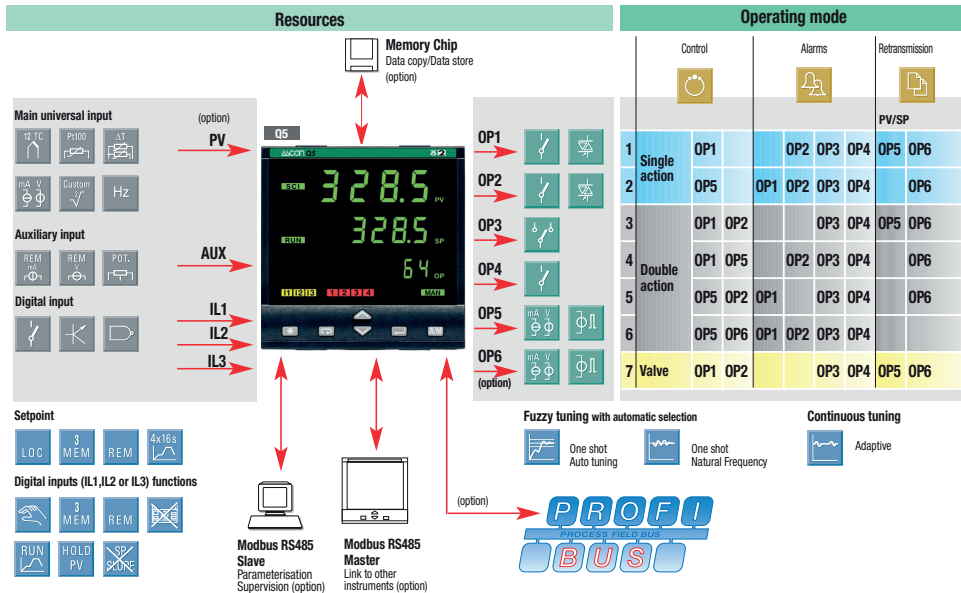 Resources
Operating mode
Memory Chip
Data copy/Data store
(option)
Control
Alarms
Retransmission
PV/SP
Main universal input
(option)
12 TC
Pt100
ΔT
mA V
Custom
√
Hz
PV
Auxiliary input
REM
mA
REM
V
POT.
AUX
Digital input
IL1
IL2
IL3
Q5
ASCON Q5
SCI
328.5
PV
RUN
328.5
SP
64
OP
I1 I2 I3
1 2 3 4
MAN
A/M
OP1
OP2
OP3
OP4
OP5
mA V
OP6
(option)
mA V
1 Single action OP1 OP2 OP3 OP4 OP5 OP6
2 OP5 OP1 OP2 OP3 OP4 OP6
3 Double action OP1 OP2 OP3 OP4 OP5 OP6
4 OP1 OP5 OP2 OP3 OP4 OP6
5 OP5 OP2 OP1 OP3 OP4 OP6
6 OP5 OP6 OP1 OP2 OP3 OP4
7 Valve OP1 OP2 OP3 OP4 OP5 OP6
Setpoint
LOC
3 MEM
REM
4x16s
Digital inputs (IL1,IL2 or IL3) functions
3 MEM
REM
RUN
HOLD PV
SP SLOPE
Modbus RS485
Slave
Parameterisation
Supervision (option)
Modbus RS485
Master
Link to other
instruments (option)
(option)
PROFI
PROCESS FIELD BUS
BUS
Fuzzy tuning with automatic selection
One shot
Auto tuning
One shot
Natural Frequency
Continuous tuning
Adaptive